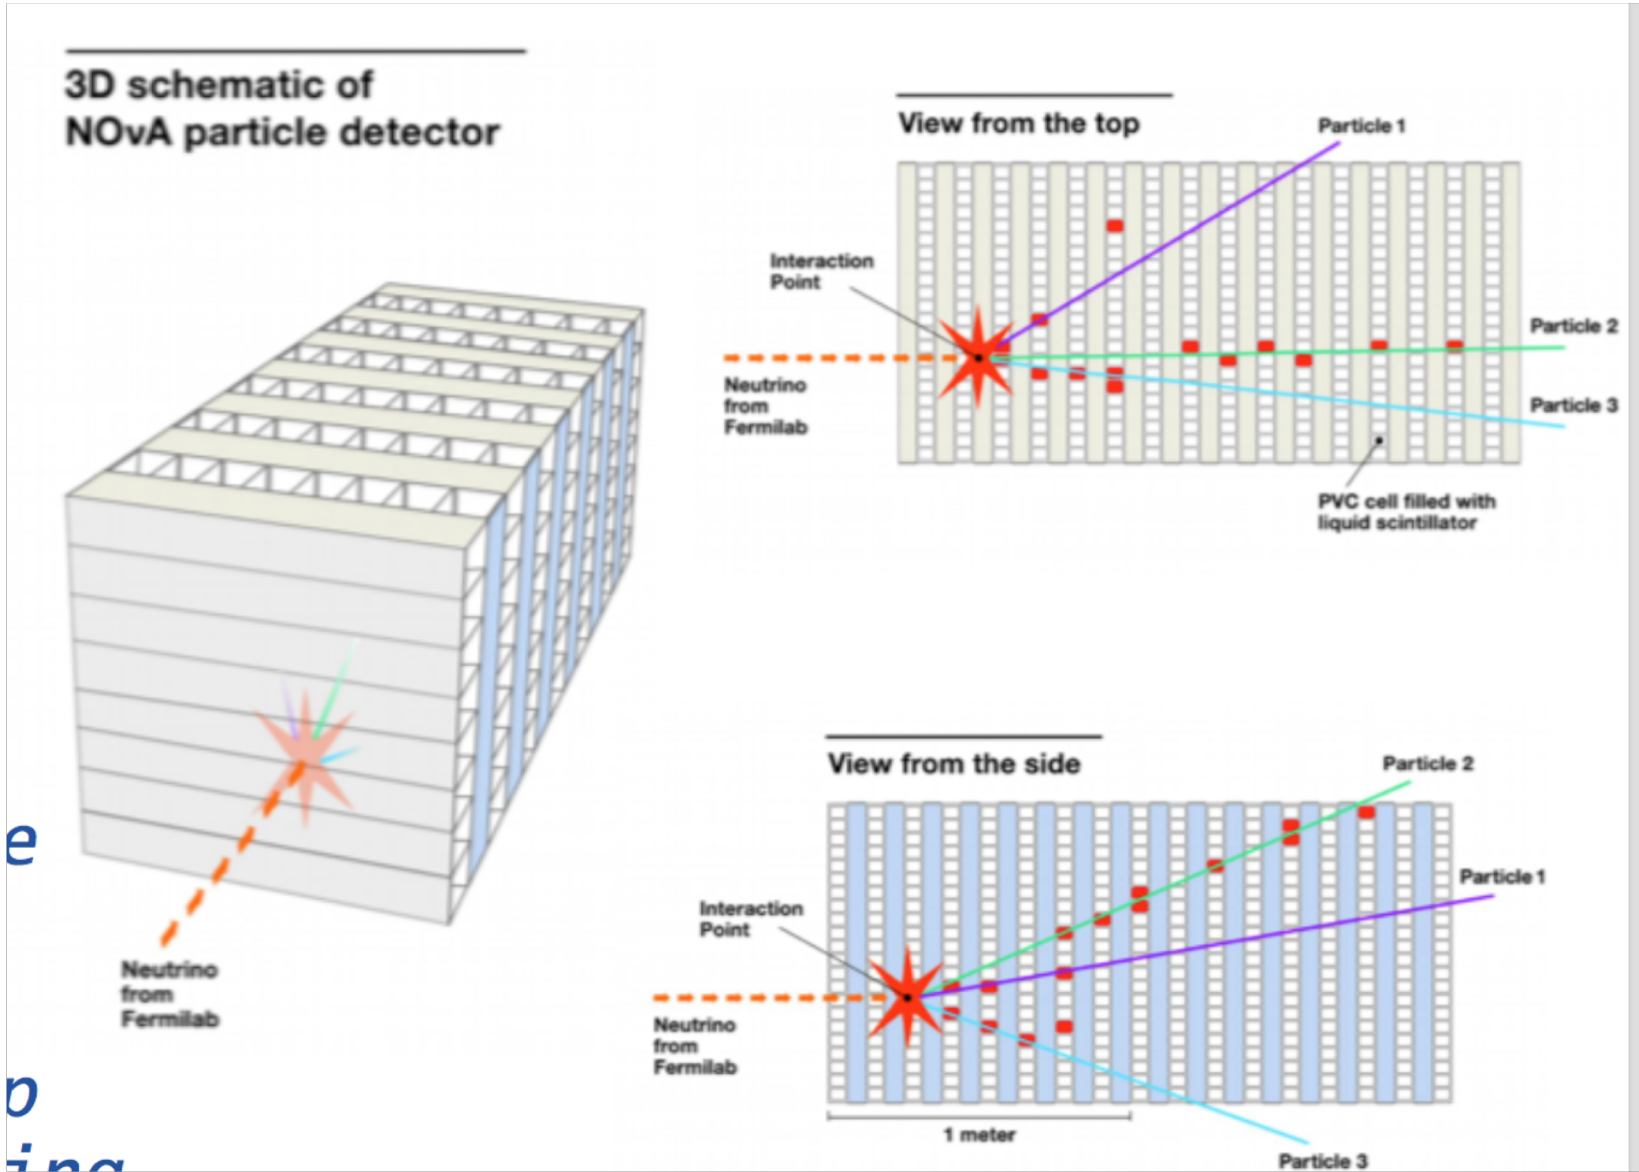 3D schematic of
NOvA particle detector
Neutrino
from
Fermilab
View from the top
Particle 1
Interaction
Point
Particle 2
Neutrino
from
Fermilab
Particle 3
PVC cell filled with
liquid scintillator
View from the side
Particle 2
Particle 1
Interaction
Point
Neutrino
from
Fermilab
1 meter
Particle 3
e
p
ing